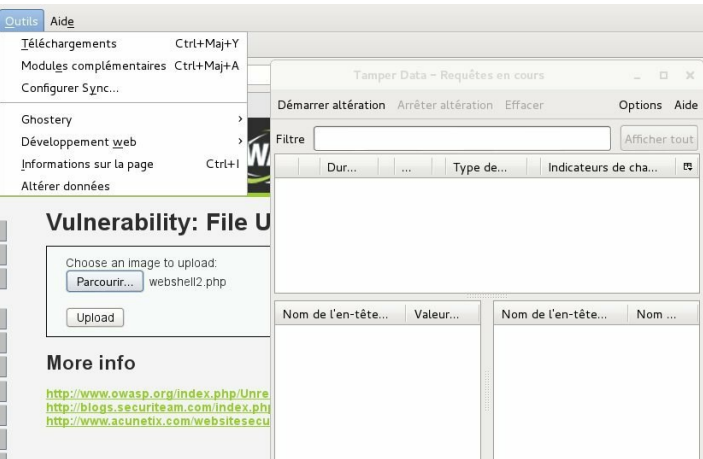 Outils Aide
Téléchargements Ctrl+Maj+Y
Modules complémentaires Ctrl+Maj+A
Configurer Sync...
Ghostery
Développement web
Informations sur la page Ctrl+I
Altérer données
Tamper Data - Requêtes en cours
Démarrer altération Arrêter altération Effacer Options Aide
Filtre Afficher tout
Dur... ... Type de... Indicateurs de cha...
Nom de l'en-tête... Valeur... Nom de l'en-tête... Nom ...
Vulnerability: File U
Choose an image to upload:
Parcourir... webshell2.php
Upload
More info
http://www.owasp.org/index.php/Unre
http://blogs.securiteam.com/index.php
http://www.acunetix.com/websitesecu